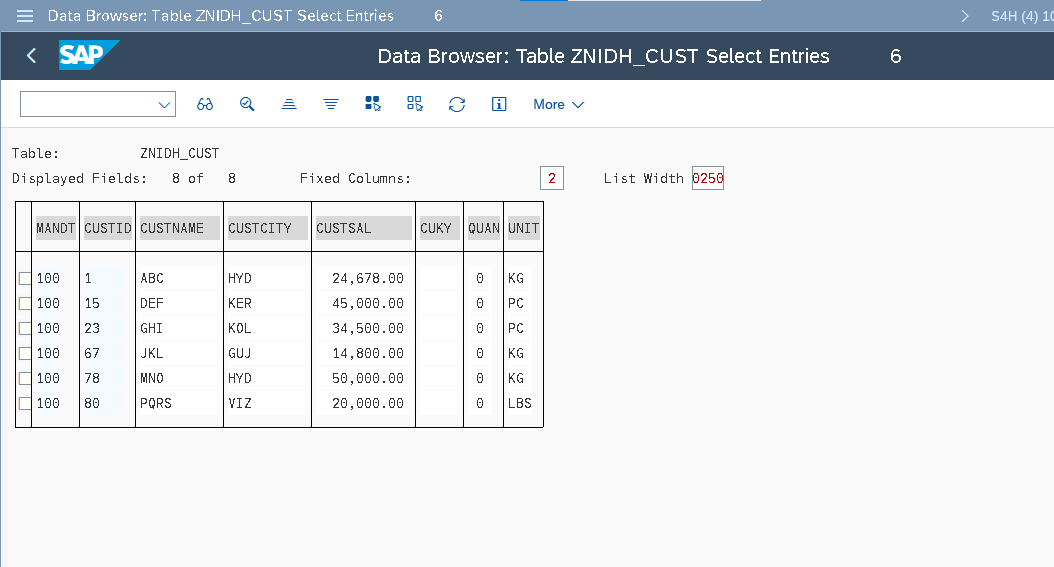 Data Browser: Table ZNIDH_CUST Select Entries 6
S4H (4) 10
SAP Data Browser: Table ZNIDH_CUST Select Entries 6
More
Table: ZNIDH_CUST
Displayed Fields: 8 of 8 Fixed Columns: 2 List Width 0250
MANDT CUSTID CUSTNAME CUSTCITY CUSTSAL CUKY QUAN UNIT
100 1 ABC HYD 24,678.00 0 KG
100 15 DEF KER 45,000.00 0 PC
100 23 GHI KOL 34,500.00 0 PC
100 67 JKL GUJ 14,800.00 0 KG
100 78 MNO HYD 50,000.00 0 KG
100 80 PQRS VIZ 20,000.00 0 LBS